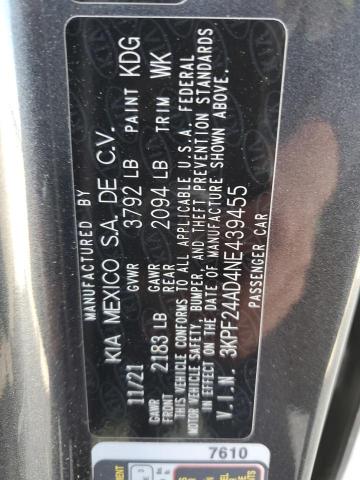 MANUFACTURED BY
KIA MEXICO S.A. DE C.V.
11/21 GVWR 3792 LB PAINT KDG
GAWR FRONT 2183 LB GAWR REAR 2094 LB TRIM WK
THIS VEHICLE CONFORMS TO ALL APPLICABLE U.S.A. FEDERAL
MOTOR VEHICLE SAFETY, BUMPER, AND THEFT PREVENTION STANDARDS
IN EFFECT ON THE DATE OF MANUFACTURE SHOWN ABOVE.
V.I.N. 3KPF24AD4NE439455
PASSENGER CAR
7610